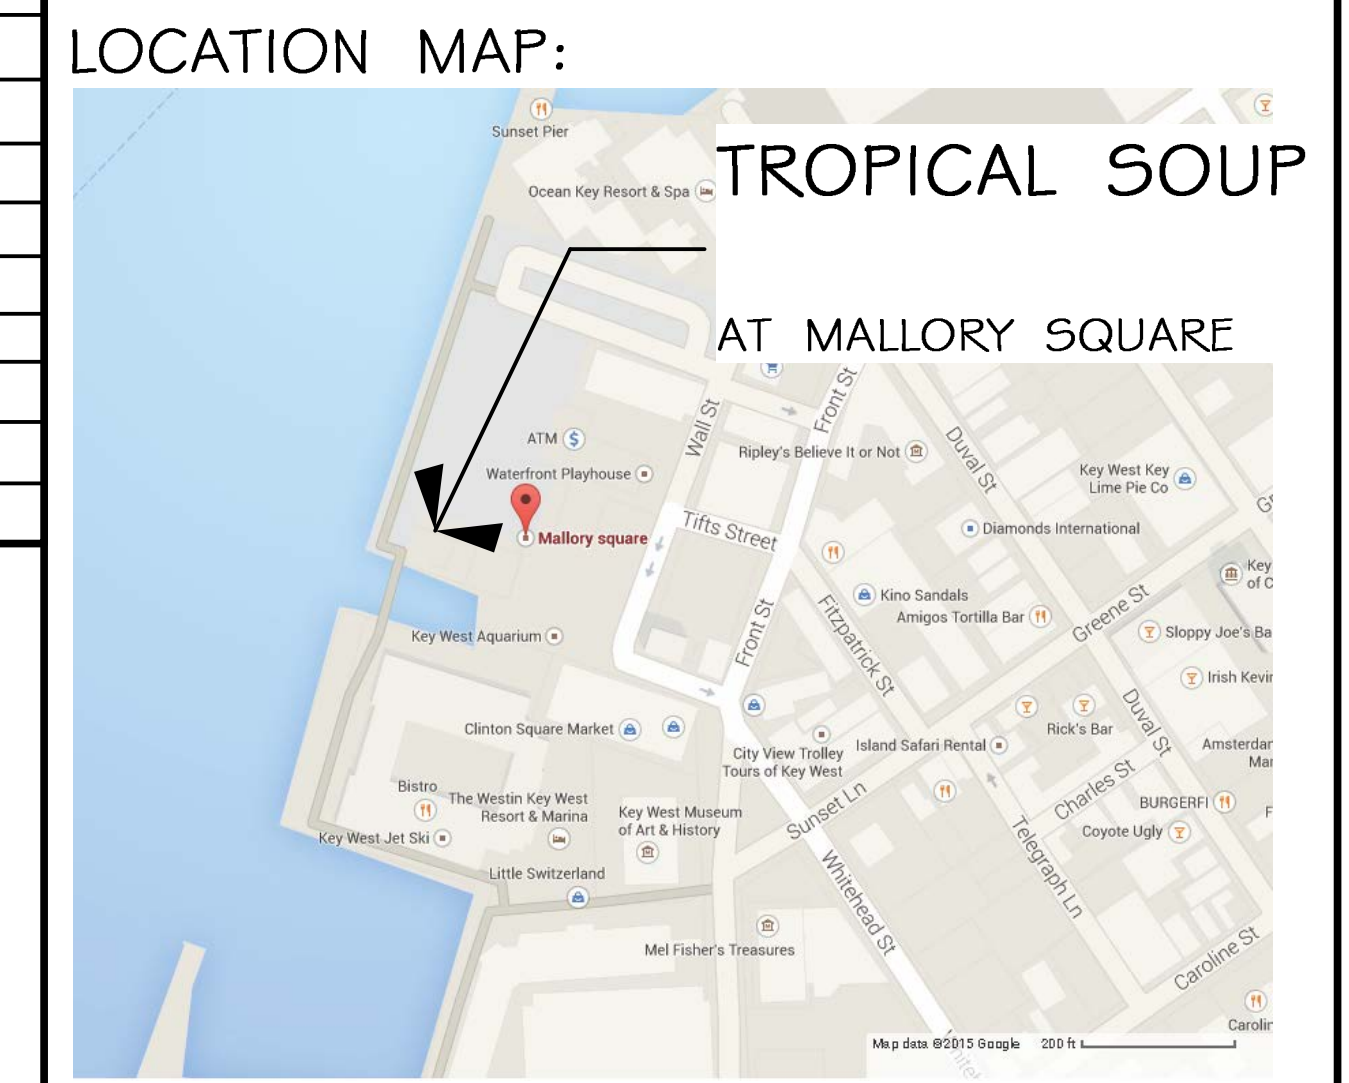 LOCATION MAP:
Sunset Pier
TROPICAL SOUP
Ocean Key Resort & Spa
AT MALLORY SQUARE
Front St
Wall St
ATM
Ripley's Believe It or Not
Duval St
Waterfront Playhouse
Key West Key
Lime Pie Co
Tifts Street
Diamonds International
Mallory square
Key
of C
Kino Sandals
Amigos Tortilla Bar
Greene St
Fitzpatrick St
Front St
Sloppy Joe's Ba
Key West Aquarium
Irish Kevin
Duval St
Clinton Square Market
Rick's Bar
City View Trolley
Tours of Key West
Island Safari Rental
Amsterdam
Mar
Charles St
Bistro
The Westin Key West
Resort & Marina
Key West Museum
of Art & History
Sunset Ln
BURGERFI
Coyote Ugly
Key West Jet Ski
Telegraph Ln
Little Switzerland
Whitehead St
Mel Fisher's Treasures
Caroline St
Carolin
Map data ©2015 Google 200 ft